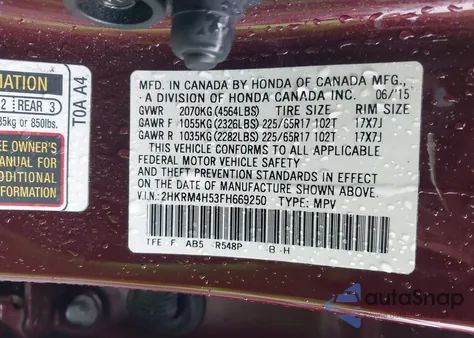 MFD. IN CANADA BY HONDA OF CANADA MFG.,
A DIVISION OF HONDA CANADA INC. 06/'15
GVWR 2070KG (4564LBS) TIRE SIZE RIM SIZE
GAWR F 1055KG (2326LBS) 225/65R17 102T 17X7J
GAWR R 1035KG (2282LBS) 225/65R17 102T 17X7J
THIS VEHICLE CONFORMS TO ALL APPLICABLE
FEDERAL MOTOR VEHICLE SAFETY
AND THEFT PREVENTION STANDARDS IN EFFECT
ON THE DATE OF MANUFACTURE SHOWN ABOVE.
V.I.N.: 2HKRM4H53FH669250 TYPE: MPV
TFE F AB5 R548P B-H
MATION
2 REAR 3
85kg or 850lbs.
EE OWNER'S
MANUAL FOR
ADDITIONAL
FORMATION
T0A A4
autoSnap